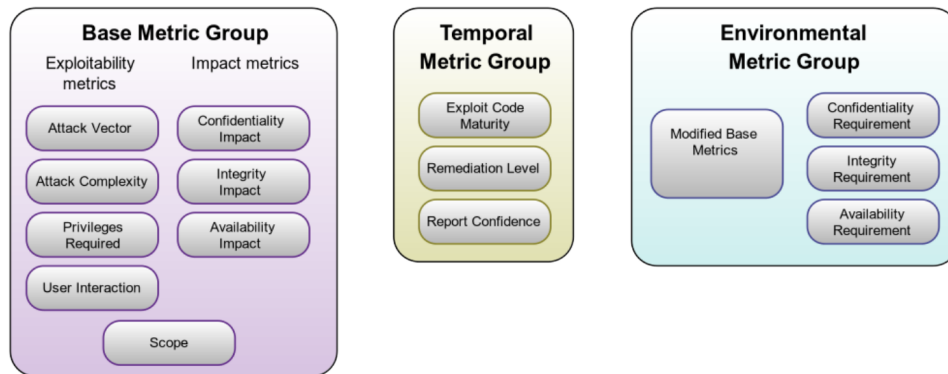 Base Metric Group
Exploitability
metrics
Impact metrics
Attack Vector
Confidentiality
Impact
Attack Complexity
Integrity
Impact
Privileges
Required
Availability
Impact
User Interaction
Scope
Temporal
Metric Group
Exploit Code
Maturity
Remediation Level
Report Confidence
Environmental
Metric Group
Modified Base
Metrics
Confidentiality
Requirement
Integrity
Requirement
Availability
Requirement